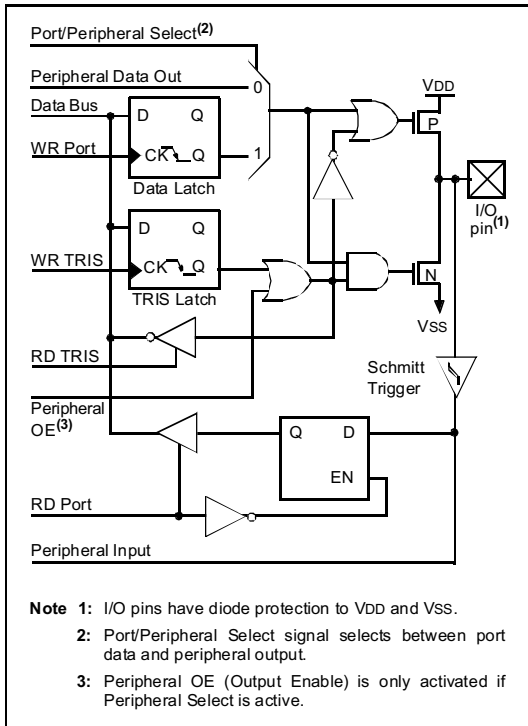 Port/Peripheral Select(2)
Peripheral Data Out
Data Bus
WR Port
D Q
CK Q
Data Latch
0
1
VDD
P
I/O
pin(1)
WR TRIS
D Q
CK Q
TRIS Latch
N
VSS
RD TRIS
Schmitt
Trigger
Peripheral
OE(3)
Q D
EN
RD Port
Peripheral Input
Note 1: I/O pins have diode protection to VDD and VSS.
2: Port/Peripheral Select signal selects between port
data and peripheral output.
3: Peripheral OE (Output Enable) is only activated if
Peripheral Select is active.